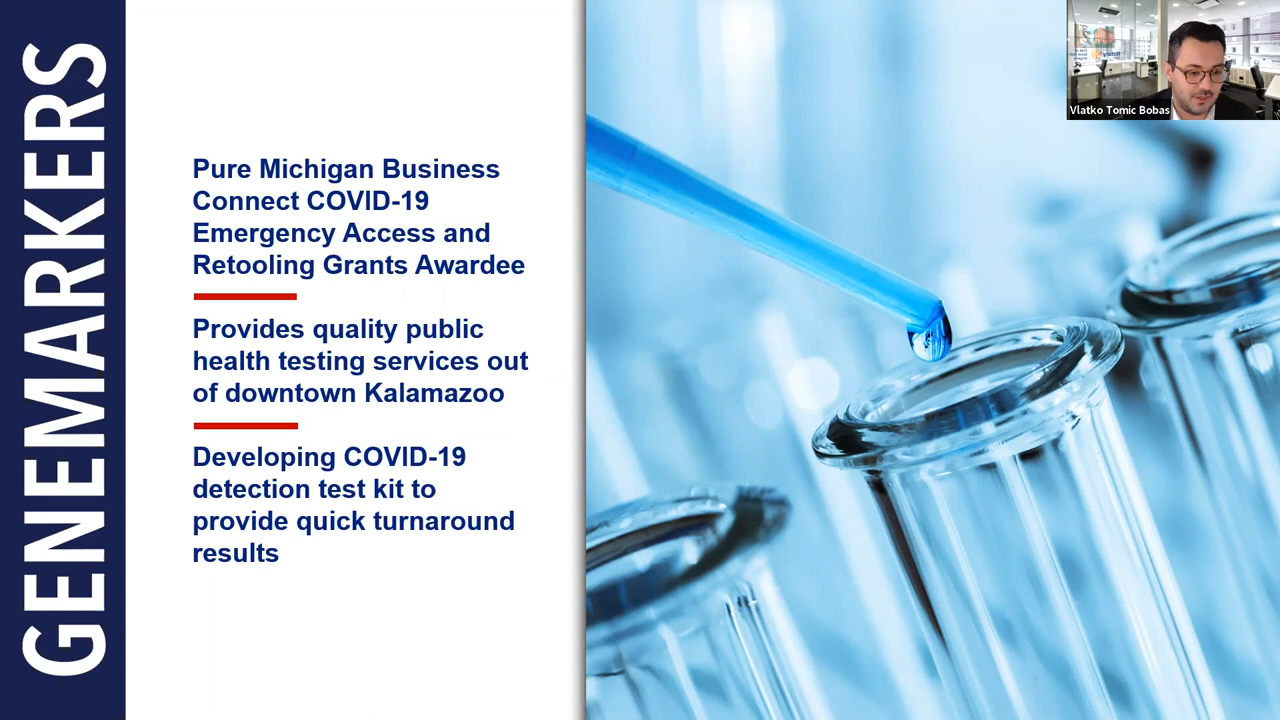 GENEMARKERS
Pure Michigan Business
Connect COVID-19
Emergency Access and
Retooling Grants Awardee
Provides quality public
health testing services out
of downtown Kalamazoo
Developing COVID-19
detection test kit to
provide quick turnaround
results
Vlatko Tomic Bobas